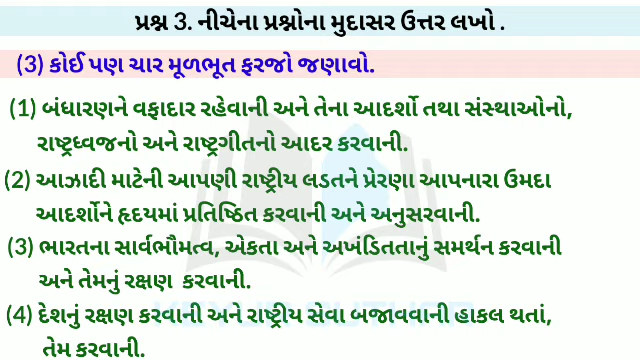 પ્રશ્ન 3. નીચેના પ્રશ્નોના મુદાસર ઉત્તર લખો .
(3) કોઈ પણ ચાર મૂળભૂત ફરજો જણાવો.
(1) બંધારણને વફાદાર રહેવાની અને તેના આદર્શો તથા સંસ્થાઓનો,
રાષ્ટ્રધ્વજનો અને રાષ્ટ્રગીતનો આદર કરવાની.
(2) આઝાદી માટેની આપણી રાષ્ટ્રીય લડતને પ્રેરણા આપનારા ઉમદા
આદર્શોને હૃદયમાં પ્રતિષ્ઠિત કરવાની અને અનુસરવાની.
(3) ભારતના સાર્વભૌમત્વ, એકતા અને અખંડિતતાનું સમર્થન કરવાની
અને તેમનું રક્ષણ કરવાની.
(4) દેશનું રક્ષણ કરવાની અને રાષ્ટ્રીય સેવા બજાવવાની હાકલ થતાં,
તેમ કરવાની.